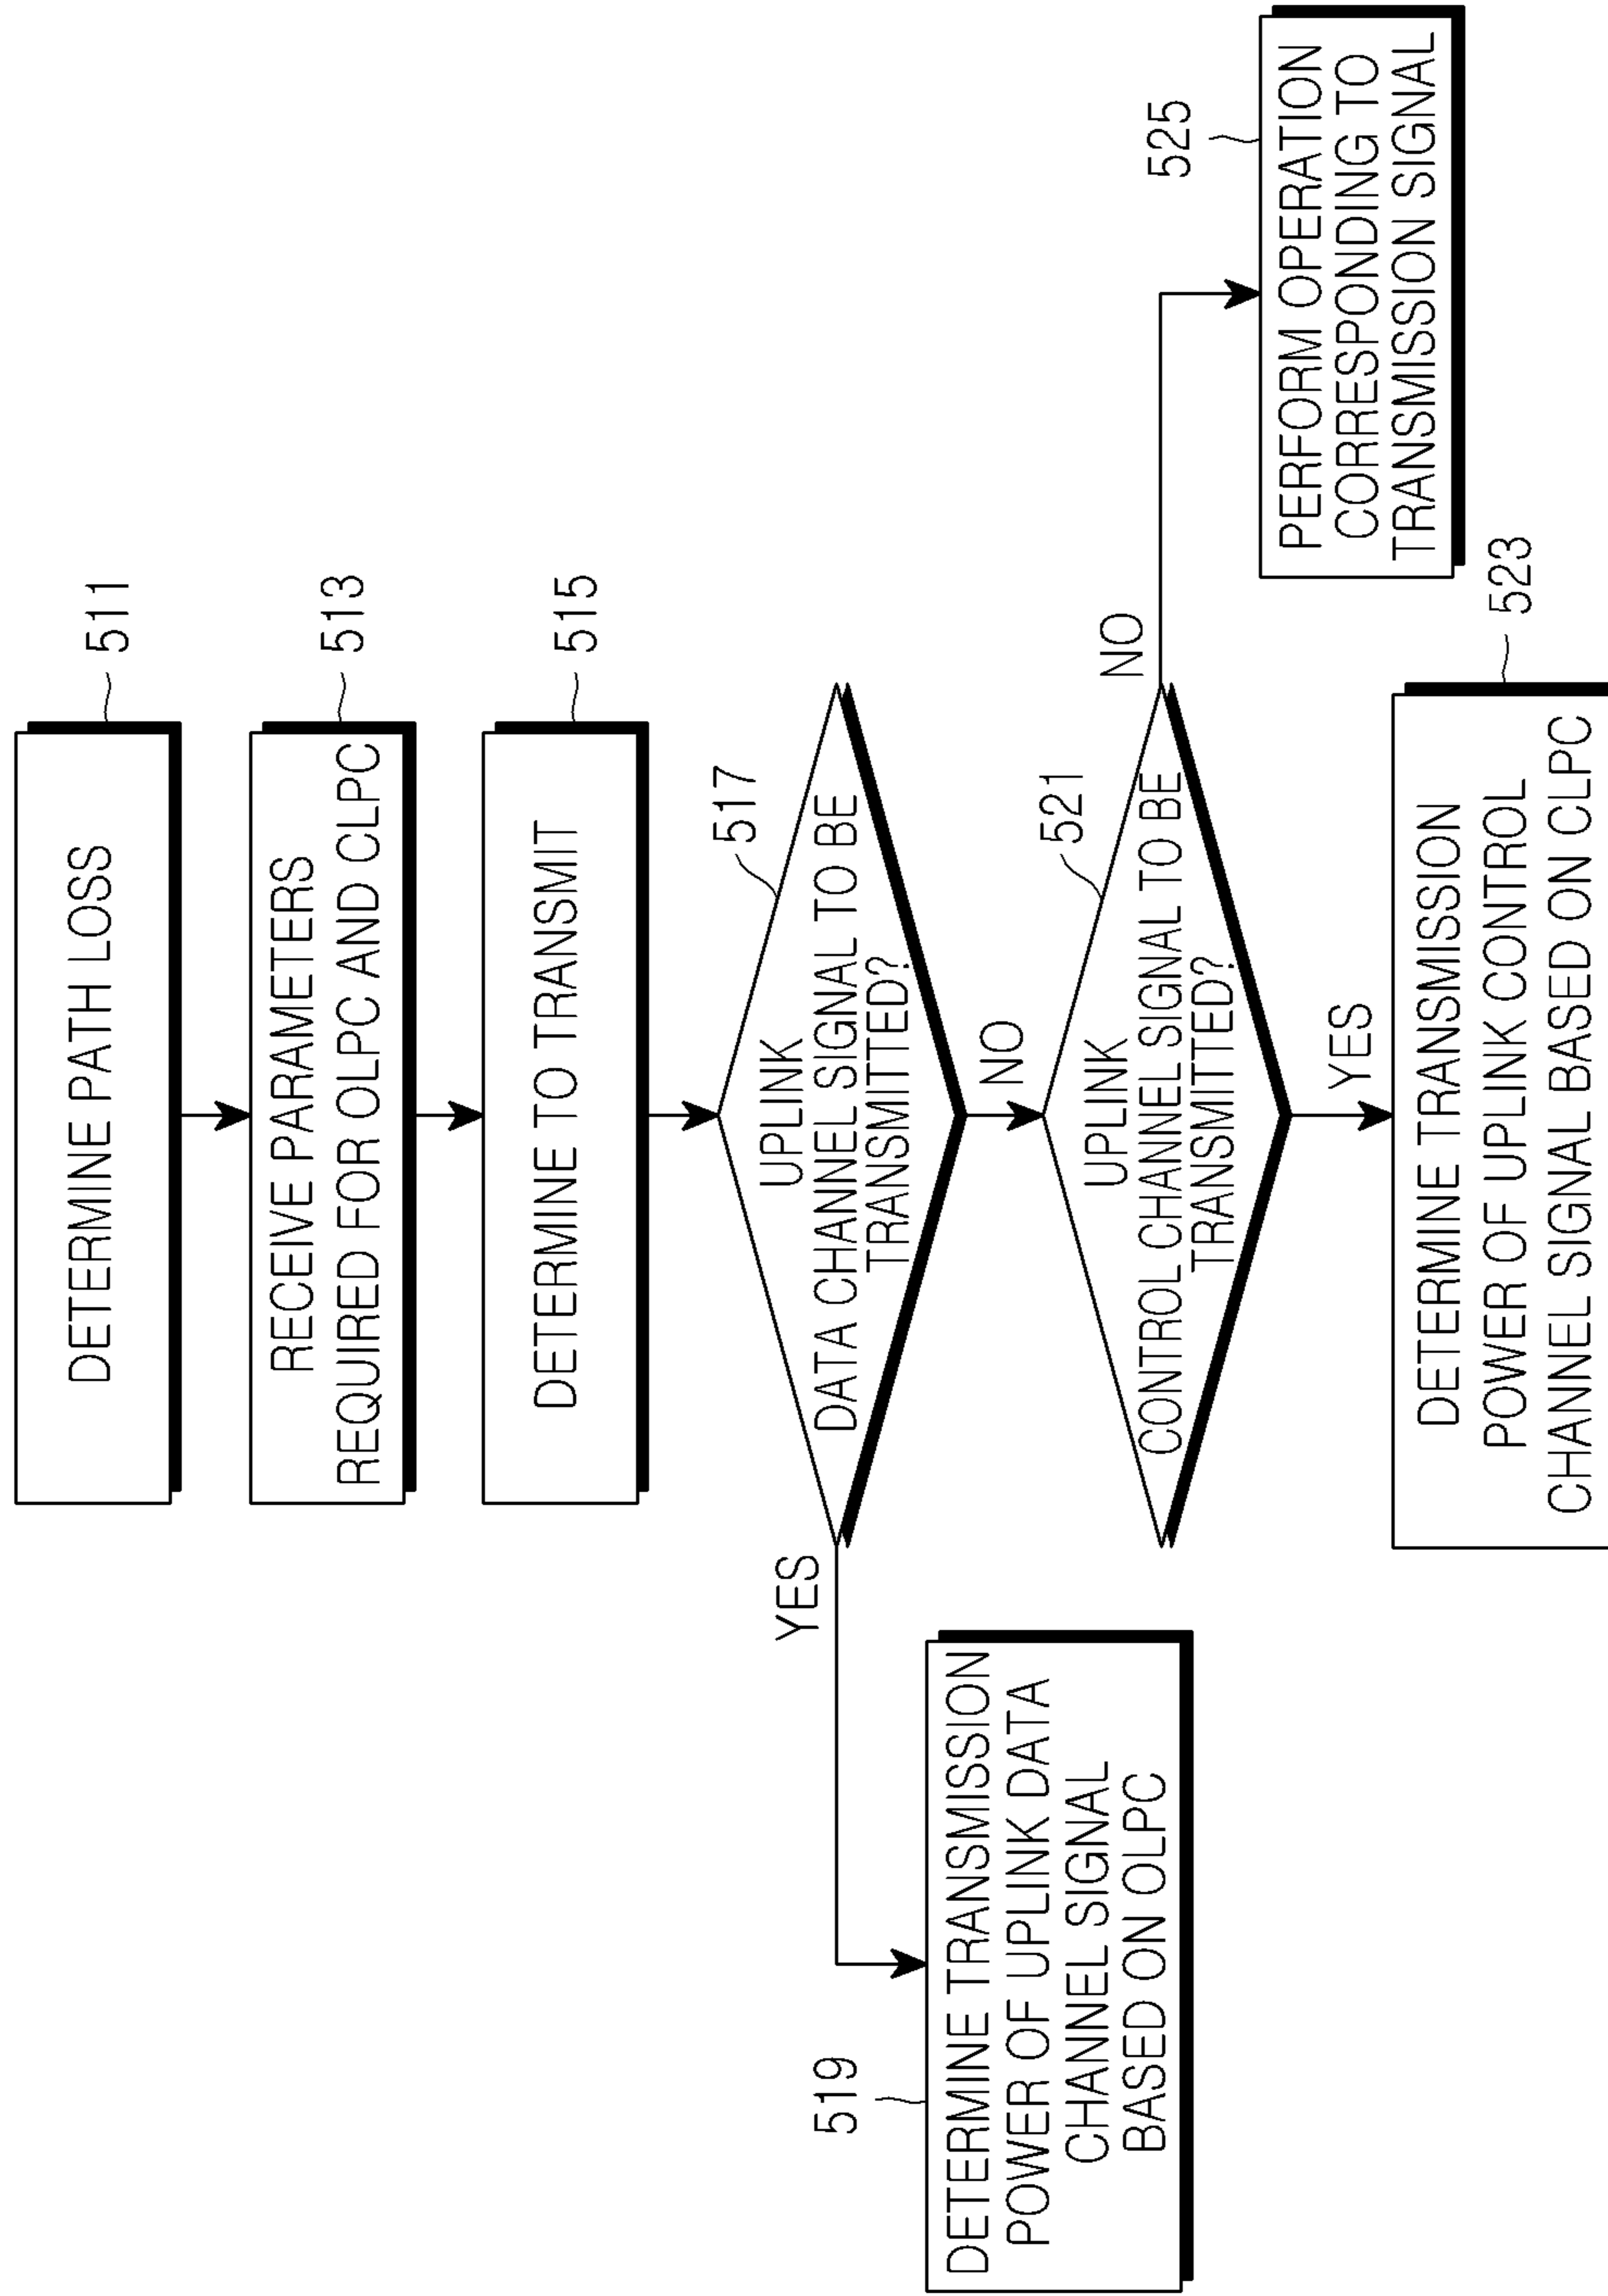 DETERMINE PATH LOSS
511
RECEIVE PARAMETERS
REQUIRED FOR OLPC AND CLPC
513
DETERMINE TO TRANSMIT
515
UPLINK
DATA CHANNEL SIGNAL TO BE
TRANSMITTED?
517
YES
NO
519
DETERMINE TRANSMISSION
POWER OF UPLINK DATA
CHANNEL SIGNAL
BASED ON OLPC
UPLINK
CONTROL CHANNEL SIGNAL TO BE
TRANSMITTED?
521
NO
YES
525
PERFORM OPERATION
CORRESPONDING TO
TRANSMISSION SIGNAL
DETERMINE TRANSMISSION
POWER OF UPLINK CONTROL
CHANNEL SIGNAL BASED ON CLPC
523